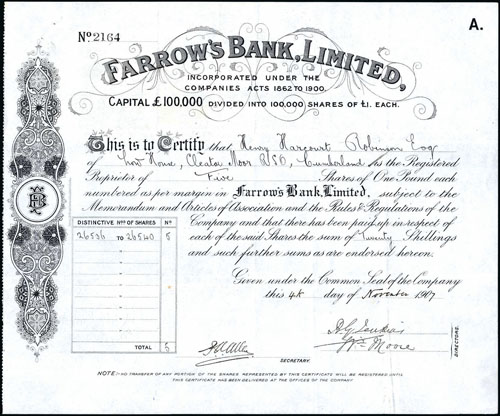 A.
No 2164
FARROW'S BANK, LIMITED,
INCORPORATED UNDER THE
COMPANIES ACTS 1862 TO 1900.
CAPITAL £100,000 DIVIDED INTO 100,000 SHARES OF £1. EACH.
This is to Certify that Henry Harcourt Robinson Esq
of How House, Cleator Moor RSO, Cumberland As the Registered
Proprietor of Five Shares of One Pound each
numbered as per margin in Farrow's Bank, Limited. subject to the
Memorandum and Articles of Association and the Rules & Regulations of the
Company and that there has been paid up in respect
of each of the said Shares the sum of Twenty Shillings
and such further sums as are endorsed hereon.
DISTINCTIVE Nos OF SHARES No
26536 TO 26540 5
TOTAL 5
Given under the Common Seal of the Company
this 4th day of November 1907
Wm Moore
DIRECTORS.
SECRETARY.
NOTE:- NO TRANSFER OF ANY PORTION OF THE SHARES REPRESENTED BY THIS CERTIFICATE WILL BE REGISTERED UNTIL
THIS CERTIFICATE HAS BEEN DELIVERED AT THE OFFICES OF THE COMPANY